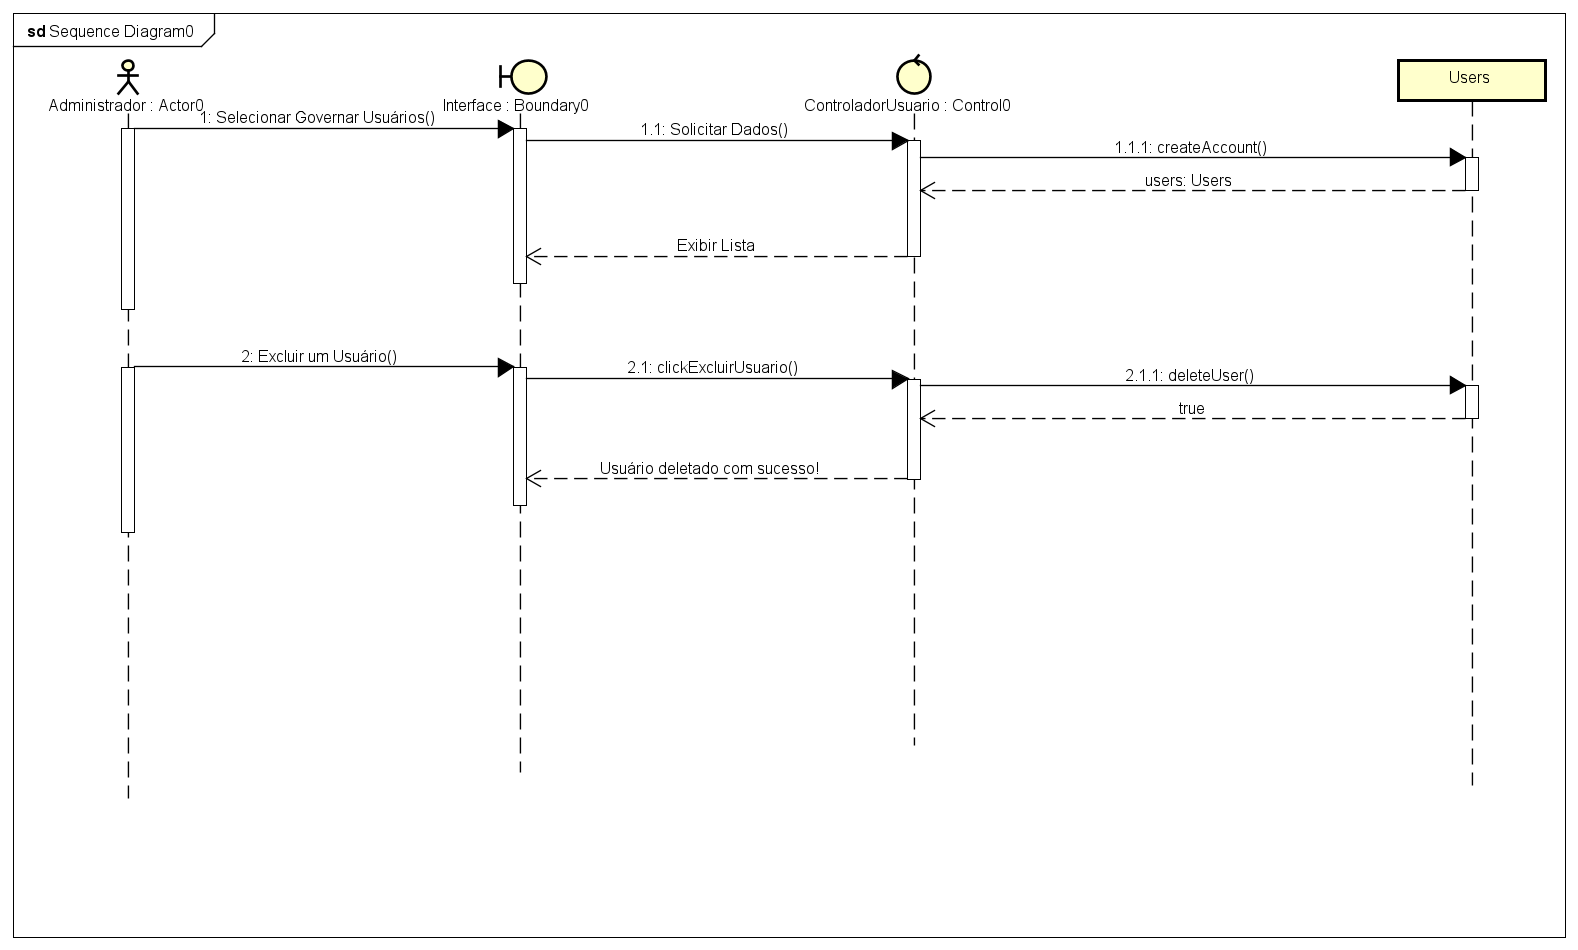 sd Sequence Diagram0
Administrador : Actor0
Interface : Boundary0
ControladorUsuario : Control0
Users
1: Selecionar Governar Usuários()
1.1: Solicitar Dados()
1.1.1: createAccount()
users: Users
Exibir Lista
2: Excluir um Usuário()
2.1: clickExcluirUsuario()
2.1.1: deleteUser()
true
Usuário deletado com sucesso!